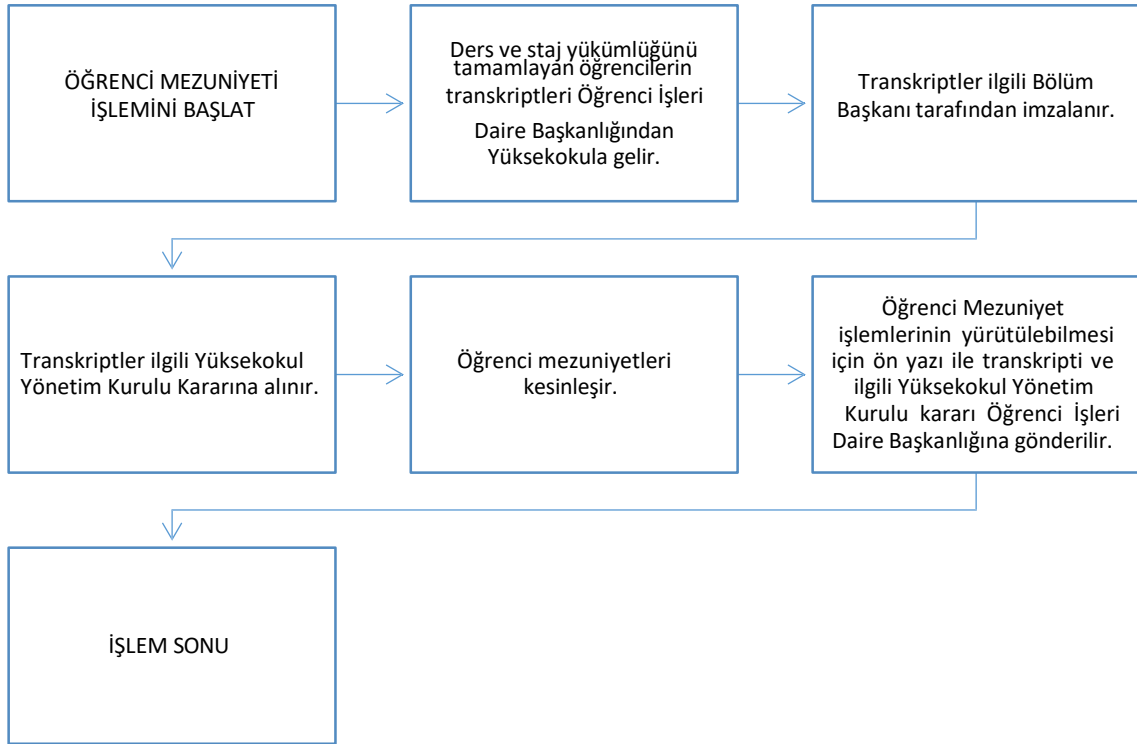 ÖĞRENCİ MEZUNİYETİ
İŞLEMİNİ BAŞLAT
Ders ve staj yükümlüğünü
tamamlayan öğrencilerin
transkriptleri Öğrenci İşleri
Daire Başkanlığından
Yüksekokula gelir.
Transkriptler ilgili Bölüm
Başkanı tarafından imzalanır.
Transkriptler ilgili Yüksekokul
Yönetim Kurulu Kararına alınır.
Öğrenci mezuniyetleri
kesinleşir.
Öğrenci Mezuniyet
işlemlerinin yürütülebilmesi
için ön yazı ile transkripti ve
ilgili Yüksekokul Yönetim
Kurulu kararı Öğrenci İşleri
Daire Başkanlığına gönderilir.
İŞLEM SONU